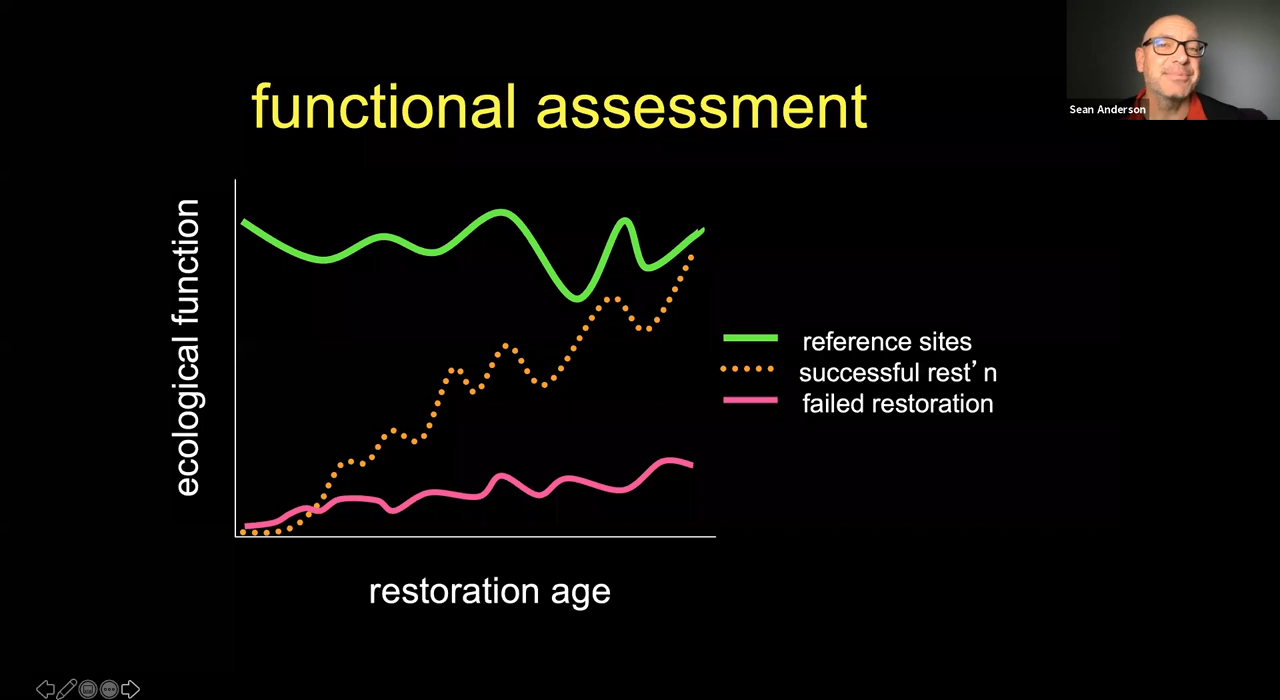 functional assessment
Sean Anderson
ecological function
reference sites
successful rest’ n
failed restoration
restoration age